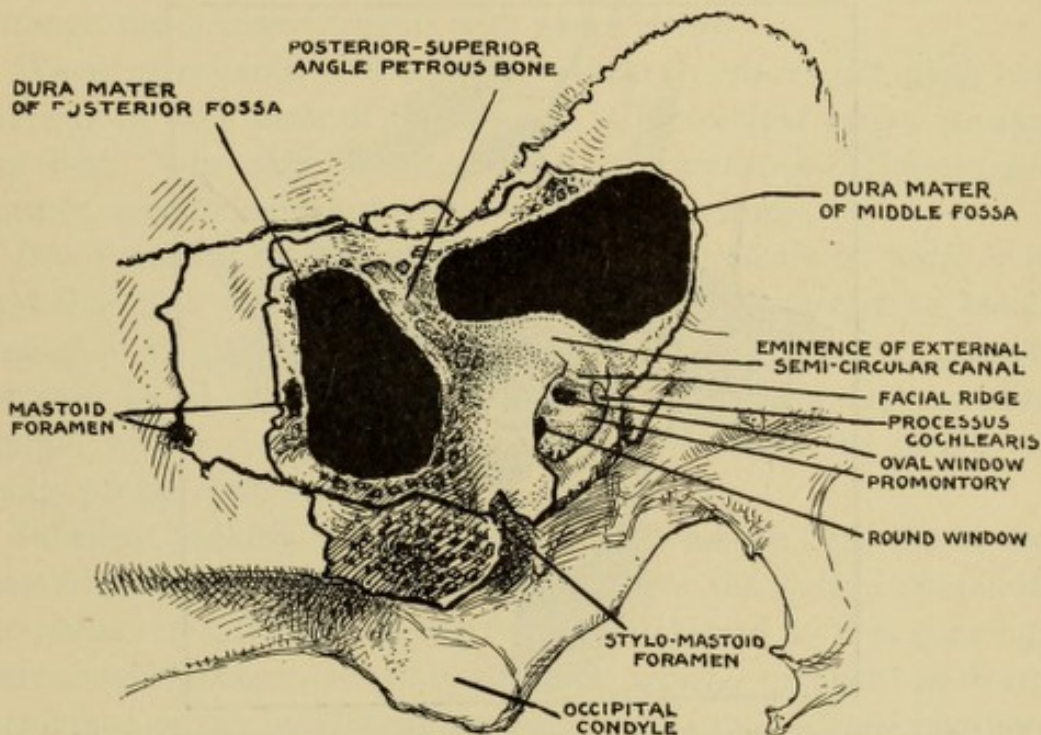 POSTERIOR-SUPERIOR
ANGLE PETROUS BONE
DURA MATER
OF POSTERIOR FOSSA
DURA MATER
OF MIDDLE FOSSA
EMINENCE OF EXTERNAL
SEMI-CIRCULAR CANAL
FACIAL RIDGE
PROCESSUS
COCHLEARIS
OVAL WINDOW
PROMONTORY
ROUND WINDOW
MASTOID
FORAMEN
STYLO-MASTOID
FORAMEN
OCCIPITAL
CONDYLE